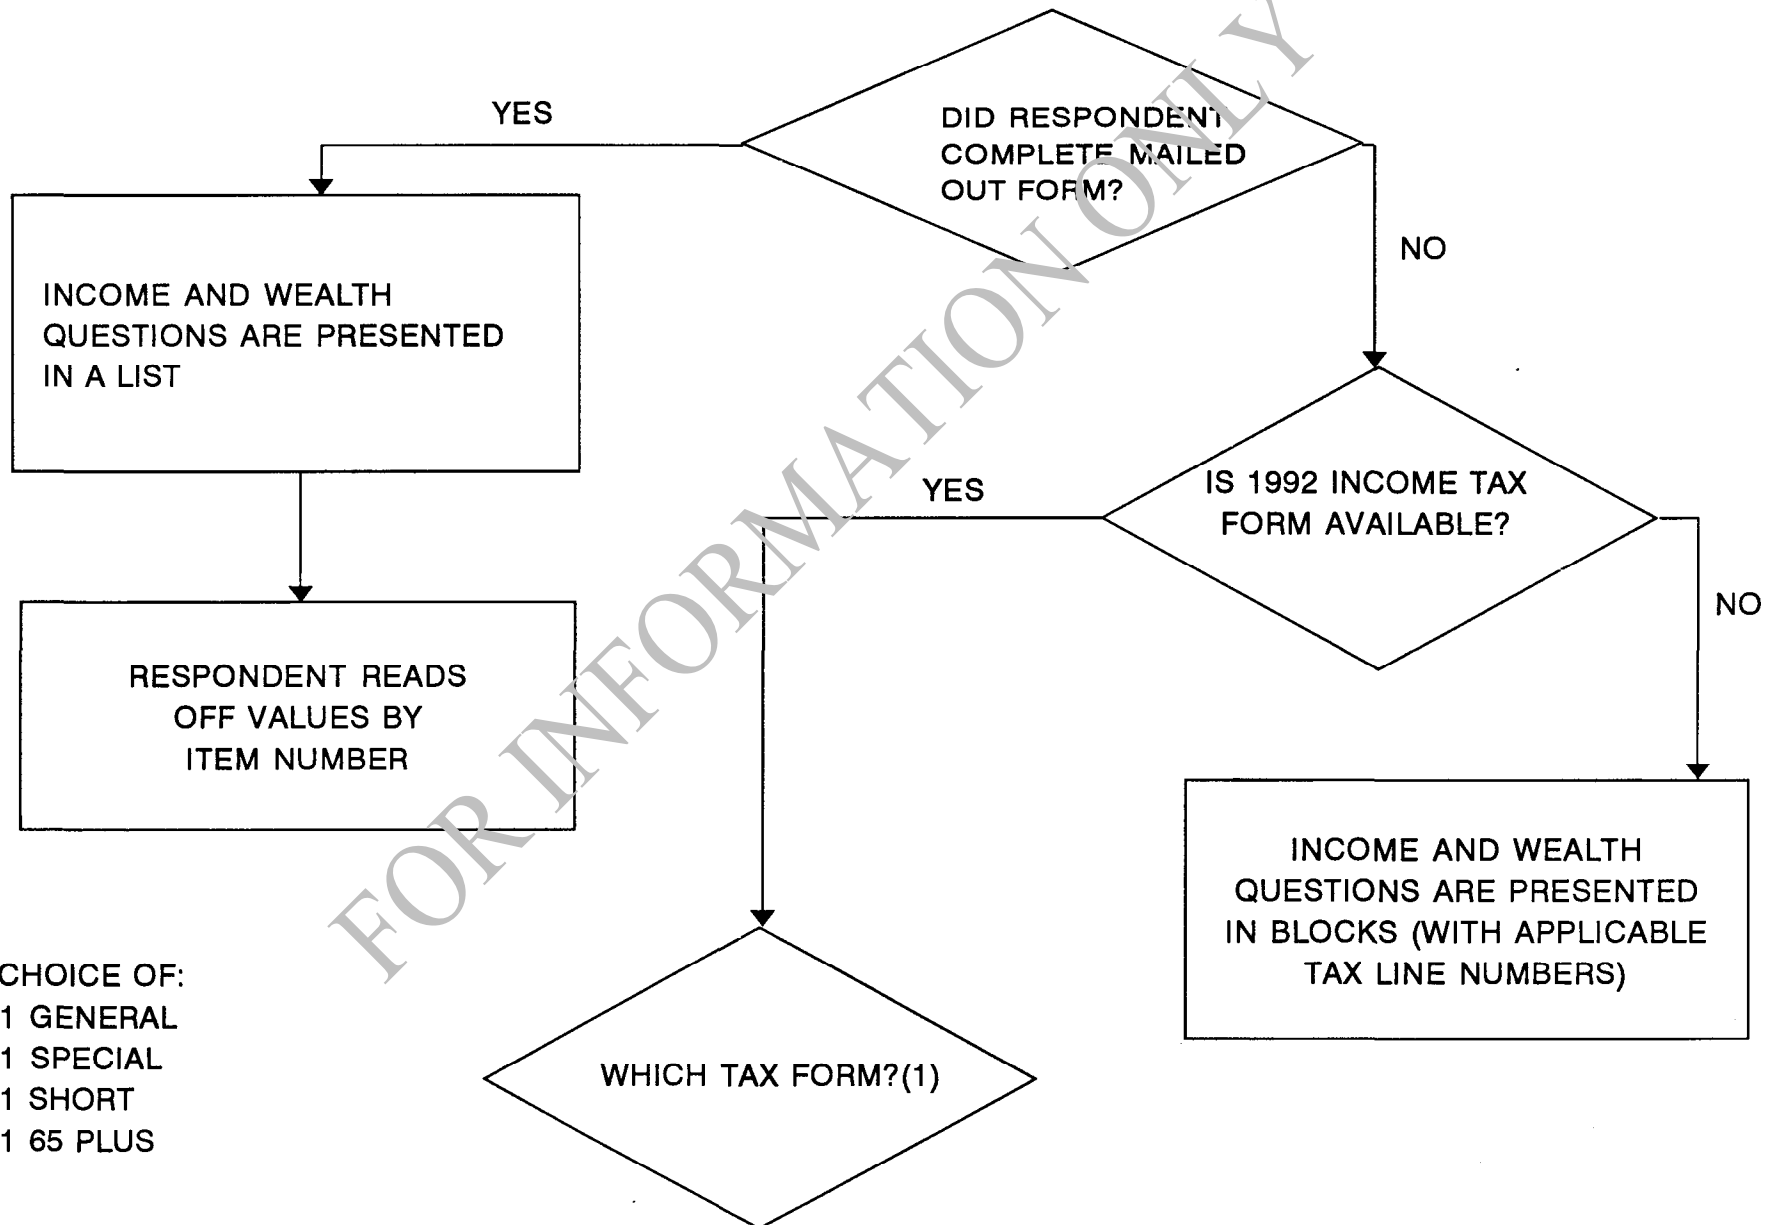 YES
DID RESPONDENT
COMPLETE MAILED
OUT FORM?
NO
INCOME AND WEALTH
QUESTIONS ARE PRESENTED
IN A LIST
YES
IS 1992 INCOME TAX
FORM AVAILABLE?
NO
RESPONDENT READS
OFF VALUES BY
ITEM NUMBER
INCOME AND WEALTH
QUESTIONS ARE PRESENTED
IN BLOCKS (WITH APPLICABLE
TAX LINE NUMBERS)
CHOICE OF:
1 GENERAL
1 SPECIAL
1 SHORT
1 65 PLUS
WHICH TAX FORM?(1)
FOR INFORMATION ONLY